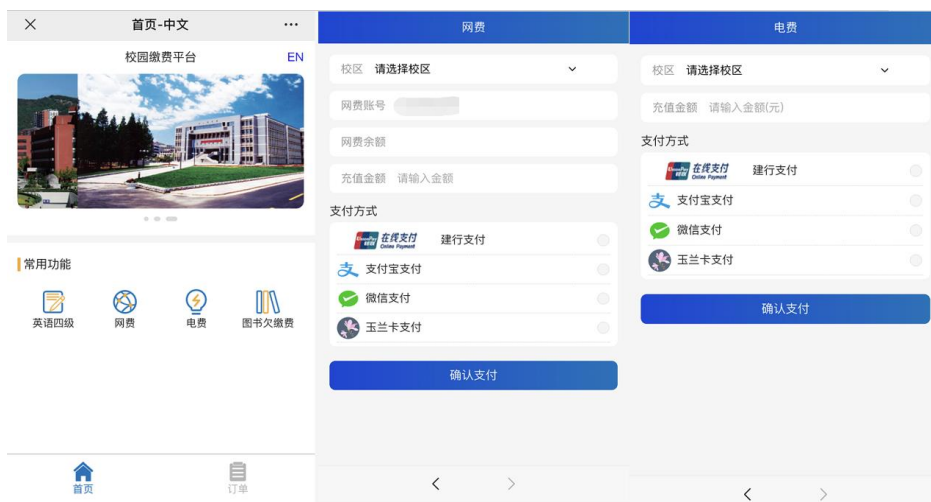 首页-中文
校园缴费平台 EN
常用功能
英语四级 网费 电费 图书欠缴费
首页 订单
网费
校区 请选择校区
网费账号
网费余额
充值金额 请输入金额
支付方式
在线支付 建行支付
Online Payment
支付宝支付
微信支付
玉兰卡支付
确认支付
电费
校区 请选择校区
充值金额 请输入金额(元)
支付方式
在线支付 建行支付
Online Payment
支付宝支付
微信支付
玉兰卡支付
确认支付